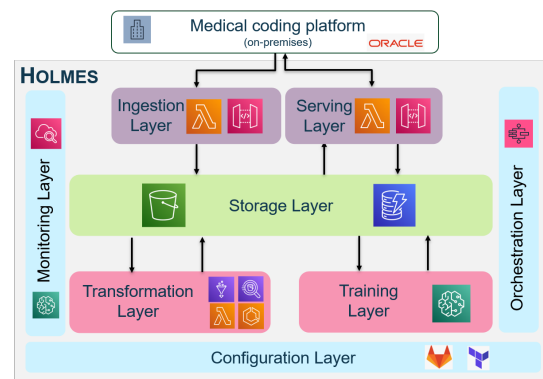 Medical coding platform
(on-premises)
ORACLE
HOLMES
Ingestion
Layer
Serving
Layer
Monitoring Layer
Orchestration Layer
Storage Layer
Transformation
Layer
Training
Layer
Configuration Layer